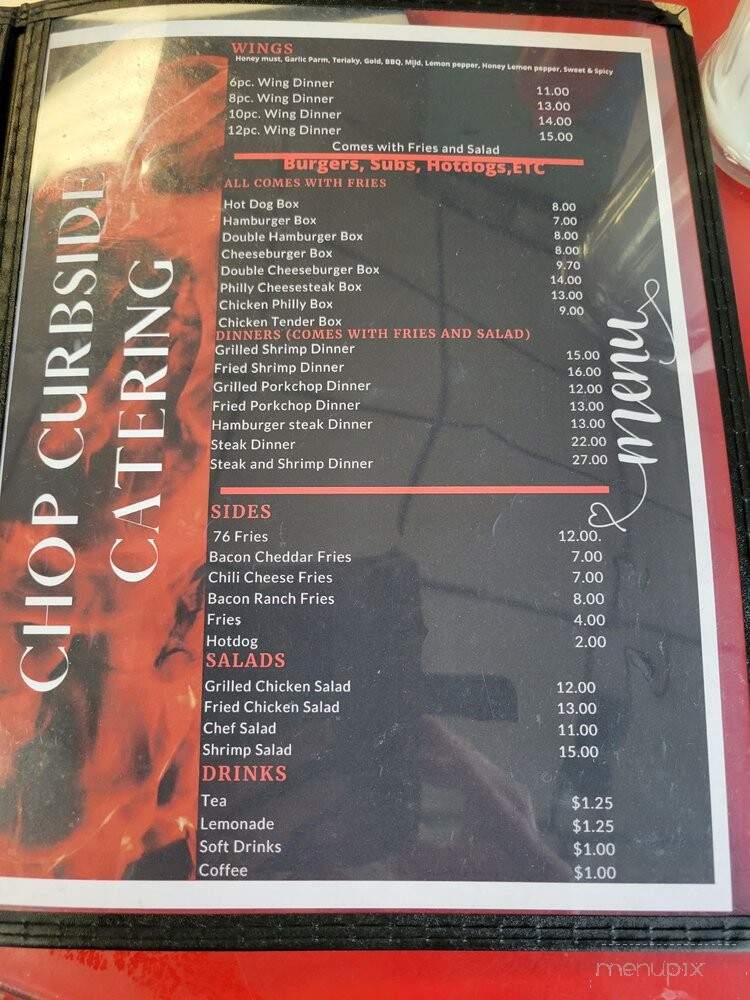 CHOP CURBSIDE
CATERING
menu
WINGS
Honey must, Garlic Parm, Teriaky, Gold, BBQ, Mild, Lemon pepper, Honey Lemon pepper, Sweet & Spicy
6pc. Wing Dinner 11.00
8pc. Wing Dinner 13.00
10pc. Wing Dinner 14.00
12pc. Wing Dinner 15.00
Comes with Fries and Salad
Burgers, Subs, Hotdogs,ETC
ALL COMES WITH FRIES
Hot Dog Box 8.00
Hamburger Box 7.00
Double Hamburger Box 8.00
Cheeseburger Box 8.00
Double Cheeseburger Box 9.70
Philly Cheesesteak Box 14.00
Chicken Philly Box 13.00
Chicken Tender Box 9.00
DINNERS (COMES WITH FRIES AND SALAD)
Grilled Shrimp Dinner 15.00
Fried Shrimp Dinner 16.00
Grilled Porkchop Dinner 12.00
Fried Porkchop Dinner 13.00
Hamburger steak Dinner 13.00
Steak Dinner 22.00
Steak and Shrimp Dinner 27.00
SIDES
76 Fries 12.00.
Bacon Cheddar Fries 7.00
Chili Cheese Fries 7.00
Bacon Ranch Fries 8.00
Fries 4.00
Hotdog 2.00
SALADS
Grilled Chicken Salad 12.00
Fried Chicken Salad 13.00
Chef Salad 11.00
Shrimp Salad 15.00
DRINKS
Tea $1.25
Lemonade $1.25
Soft Drinks $1.00
Coffee $1.00
menupix